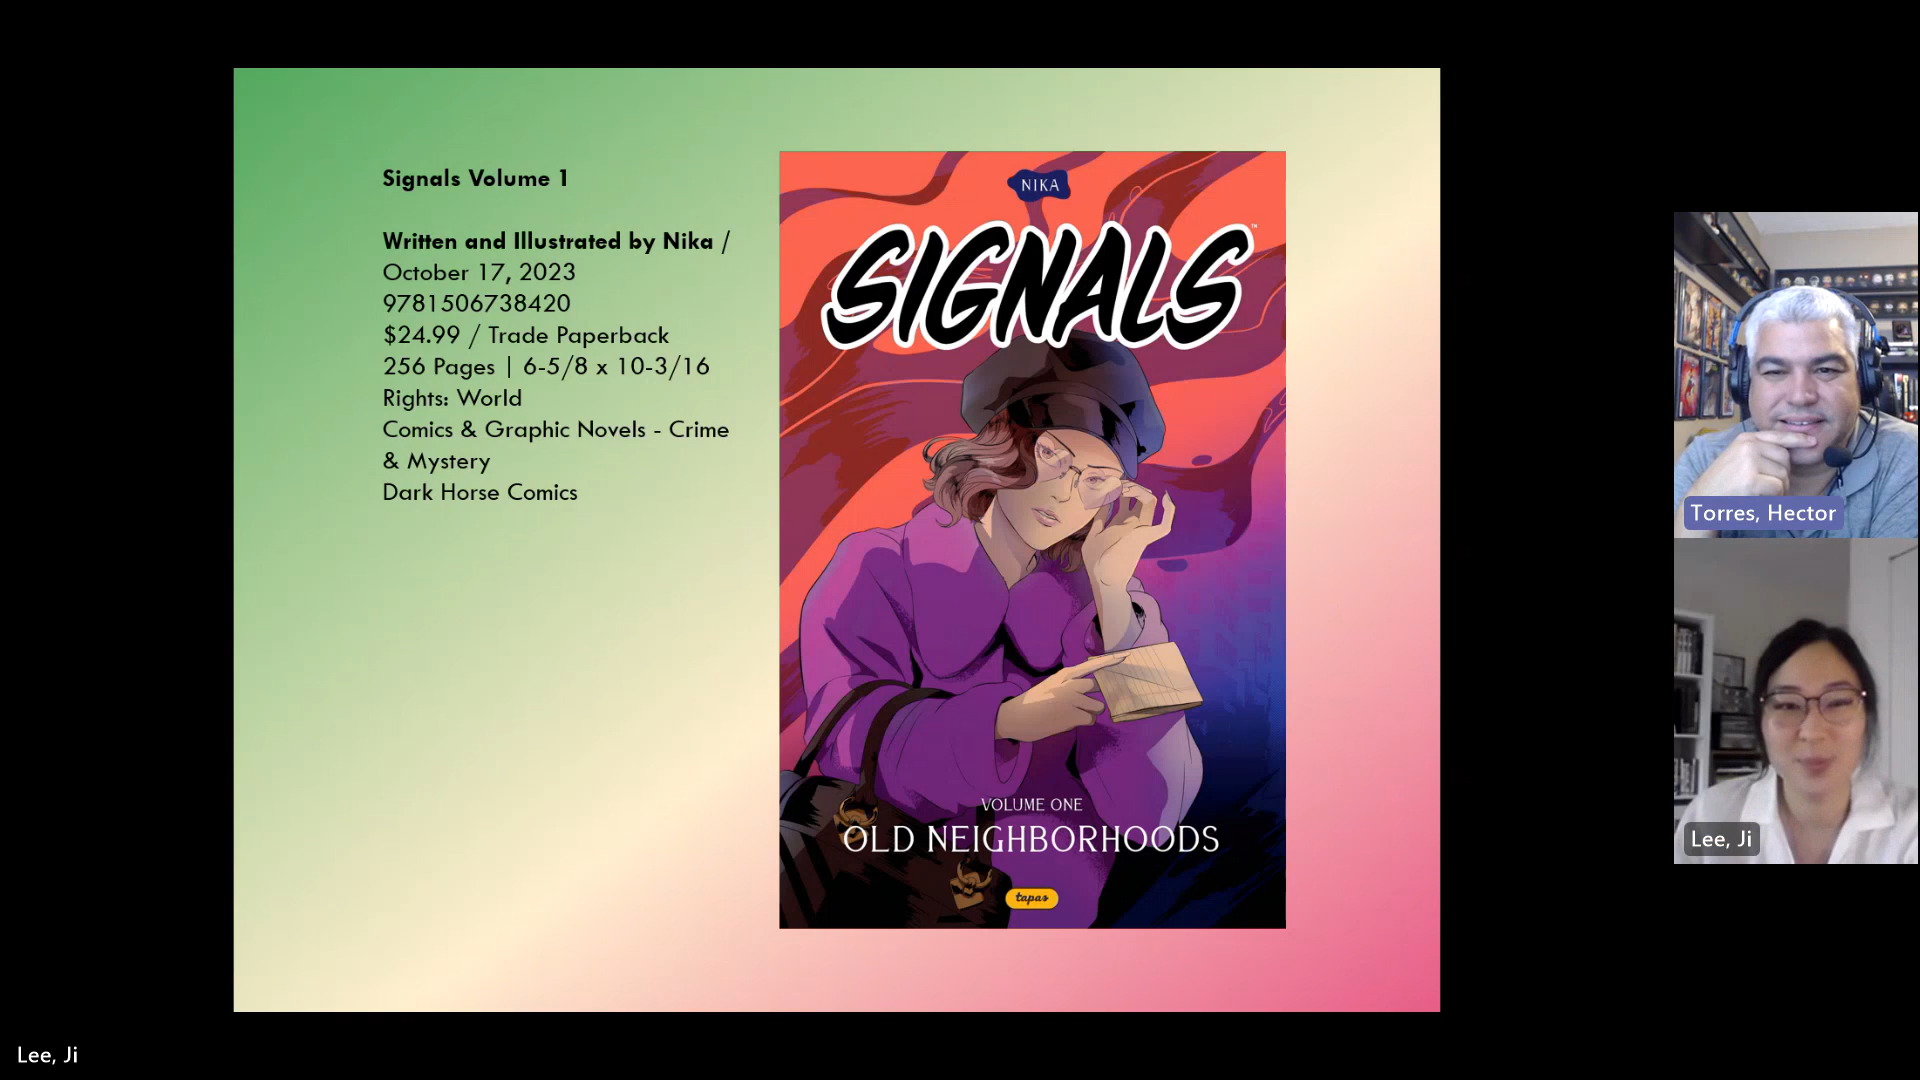 Signals Volume 1
Written and Illustrated by Nika /
October 17, 2023
9781506738420
$24.99 / Trade Paperback
256 Pages | 6-5/8 x 10-3/16
Rights: World
Comics & Graphic Novels - Crime
& Mystery
Dark Horse Comics
NIKA
SIGNALS™
VOLUME ONE
OLD NEIGHBORHOODS
tapas
Torres, Hector
Lee, Ji
Lee, Ji